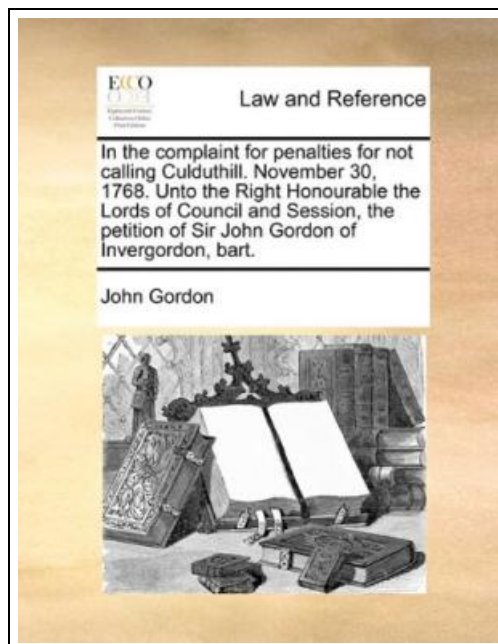 ECCO
Law and Reference
In the complaint for penalties for not
calling Culduthill. November 30,
1768. Unto the Right Honourable the
Lords of Council and Session, the
petition of Sir John Gordon of
Invergordon, bart.
John Gordon